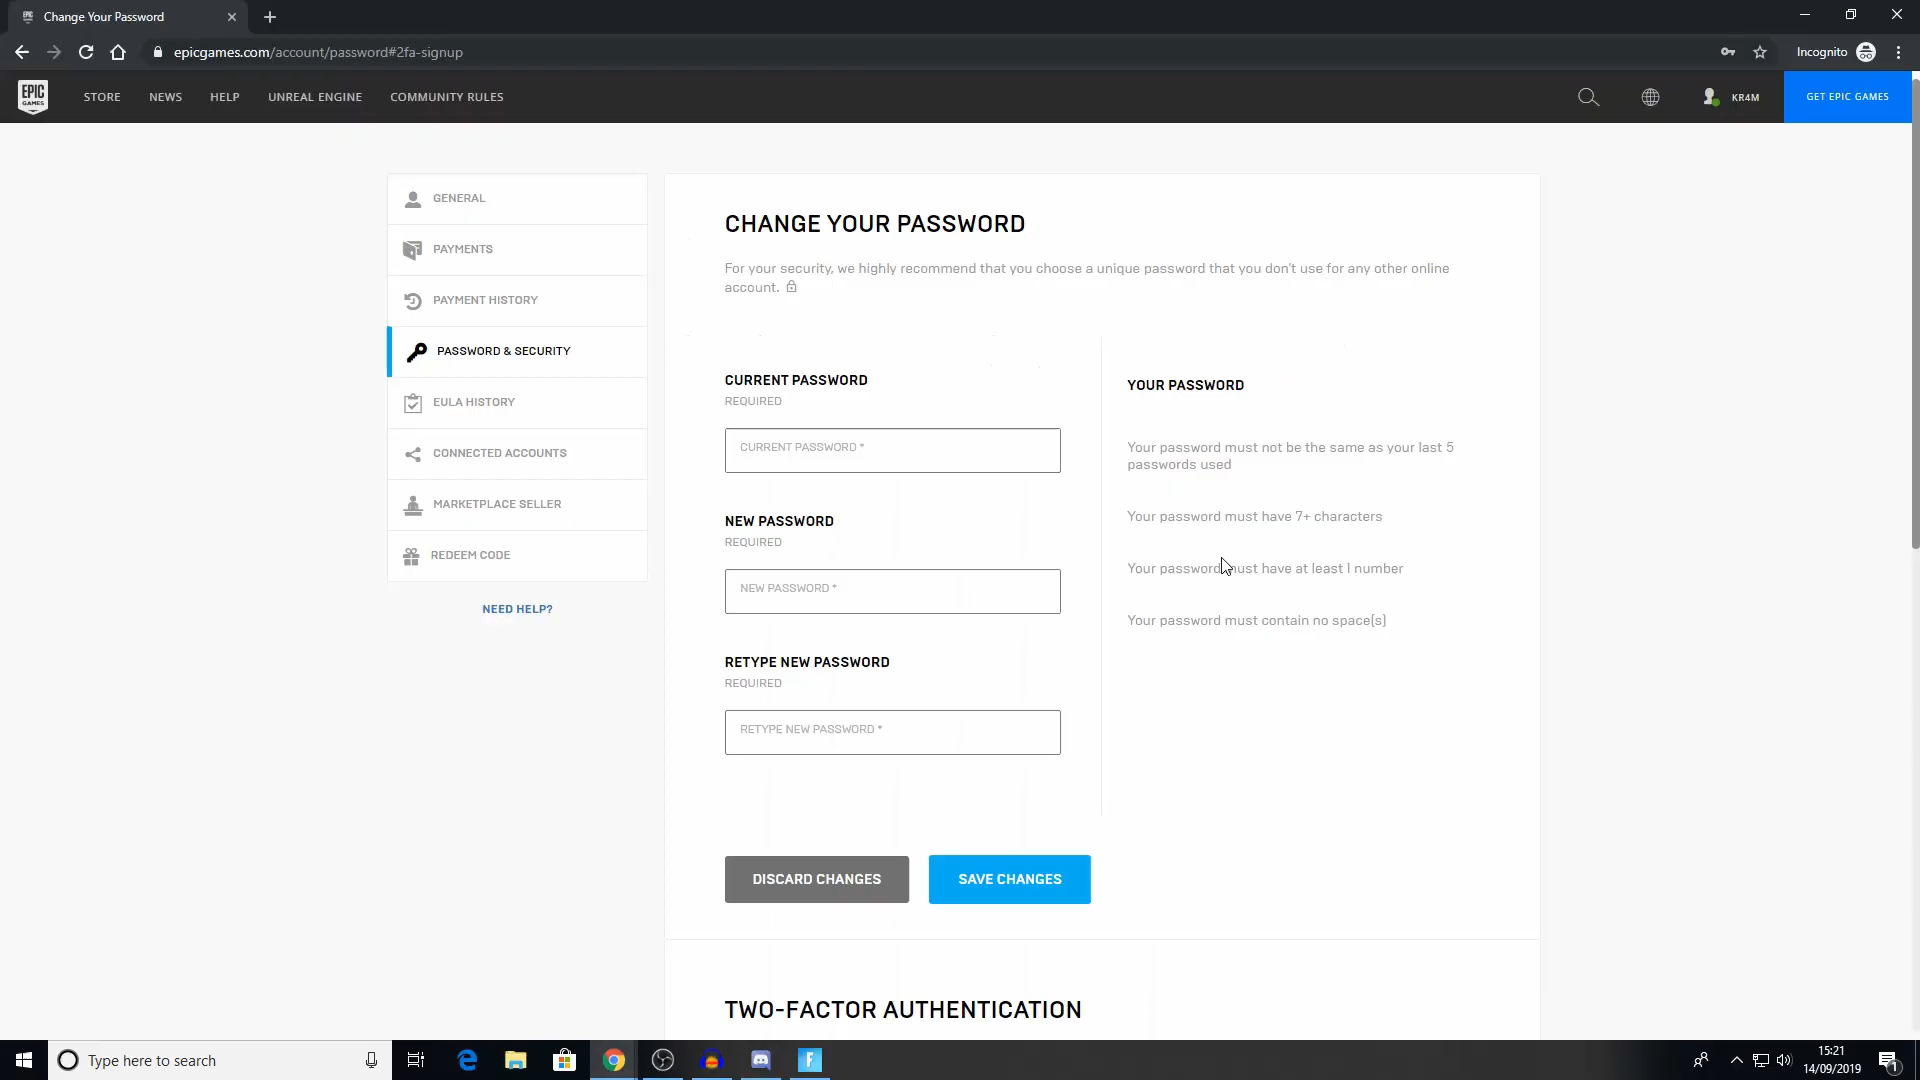 Change Your Password
epicgames.com/account/password#2fa-signup
Incognito
EPIC
GAMES
STORE
NEWS
HELP
UNREAL ENGINE
COMMUNITY RULES
KR4M
GET EPIC GAMES
GENERAL
PAYMENTS
PAYMENT HISTORY
PASSWORD & SECURITY
EULA HISTORY
CONNECTED ACCOUNTS
MARKETPLACE SELLER
REDEEM CODE
NEED HELP?
CHANGE YOUR PASSWORD
For your security, we highly recommend that you choose a unique password that you don't use for any other online
account.
CURRENT PASSWORD
REQUIRED
CURRENT PASSWORD *
NEW PASSWORD
REQUIRED
NEW PASSWORD *
RETYPE NEW PASSWORD
REQUIRED
RETYPE NEW PASSWORD *
YOUR PASSWORD
Your password must not be the same as your last 5
passwords used
Your password must have 7+ characters
Your password must have at least 1 number
Your password must contain no space(s)
DISCARD CHANGES
SAVE CHANGES
TWO-FACTOR AUTHENTICATION
Type here to search
15:21
14/09/2019
1